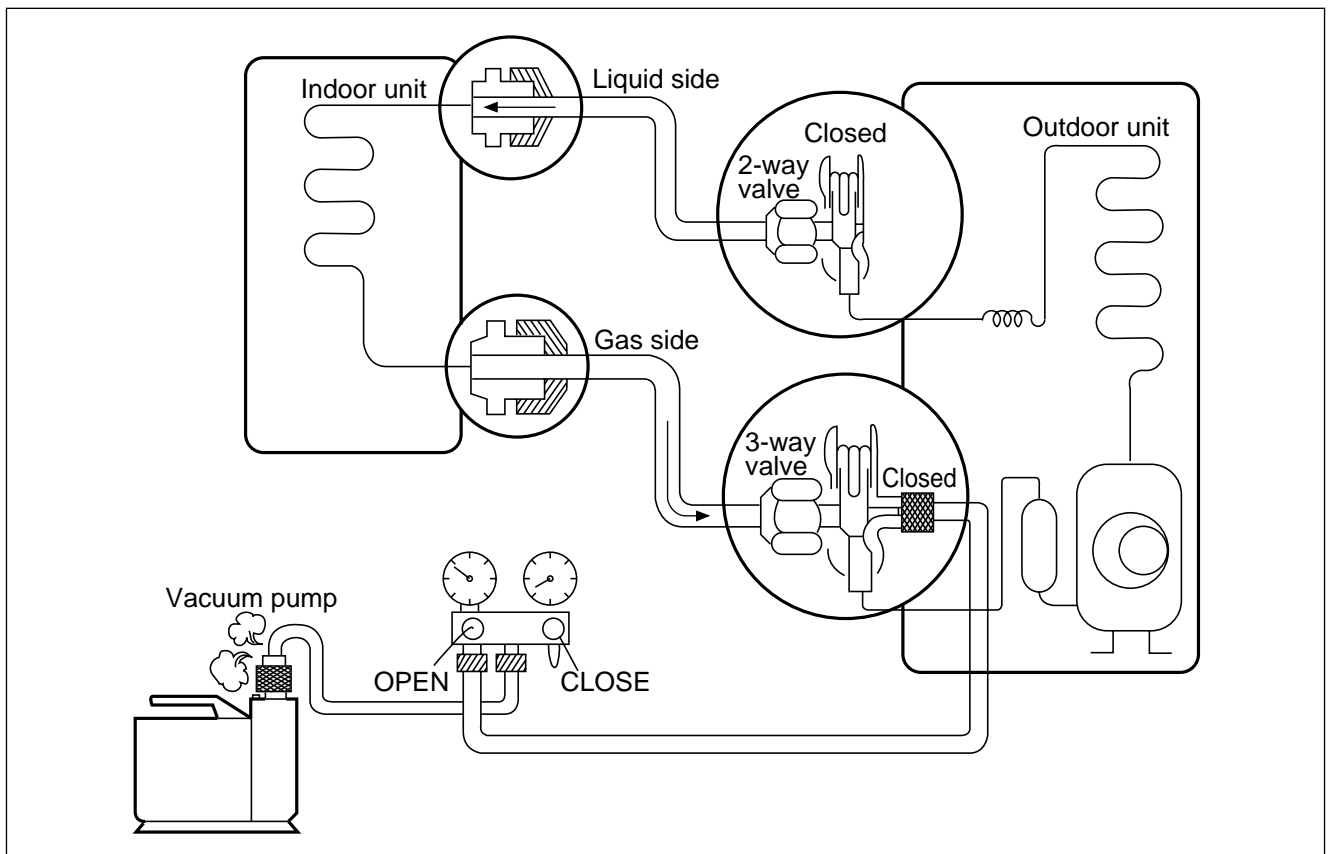 Indoor unit
Liquid side
Closed
2-way
valve
Outdoor unit
Gas side
3-way
valve
Closed
Vacuum pump
OPEN
CLOSE